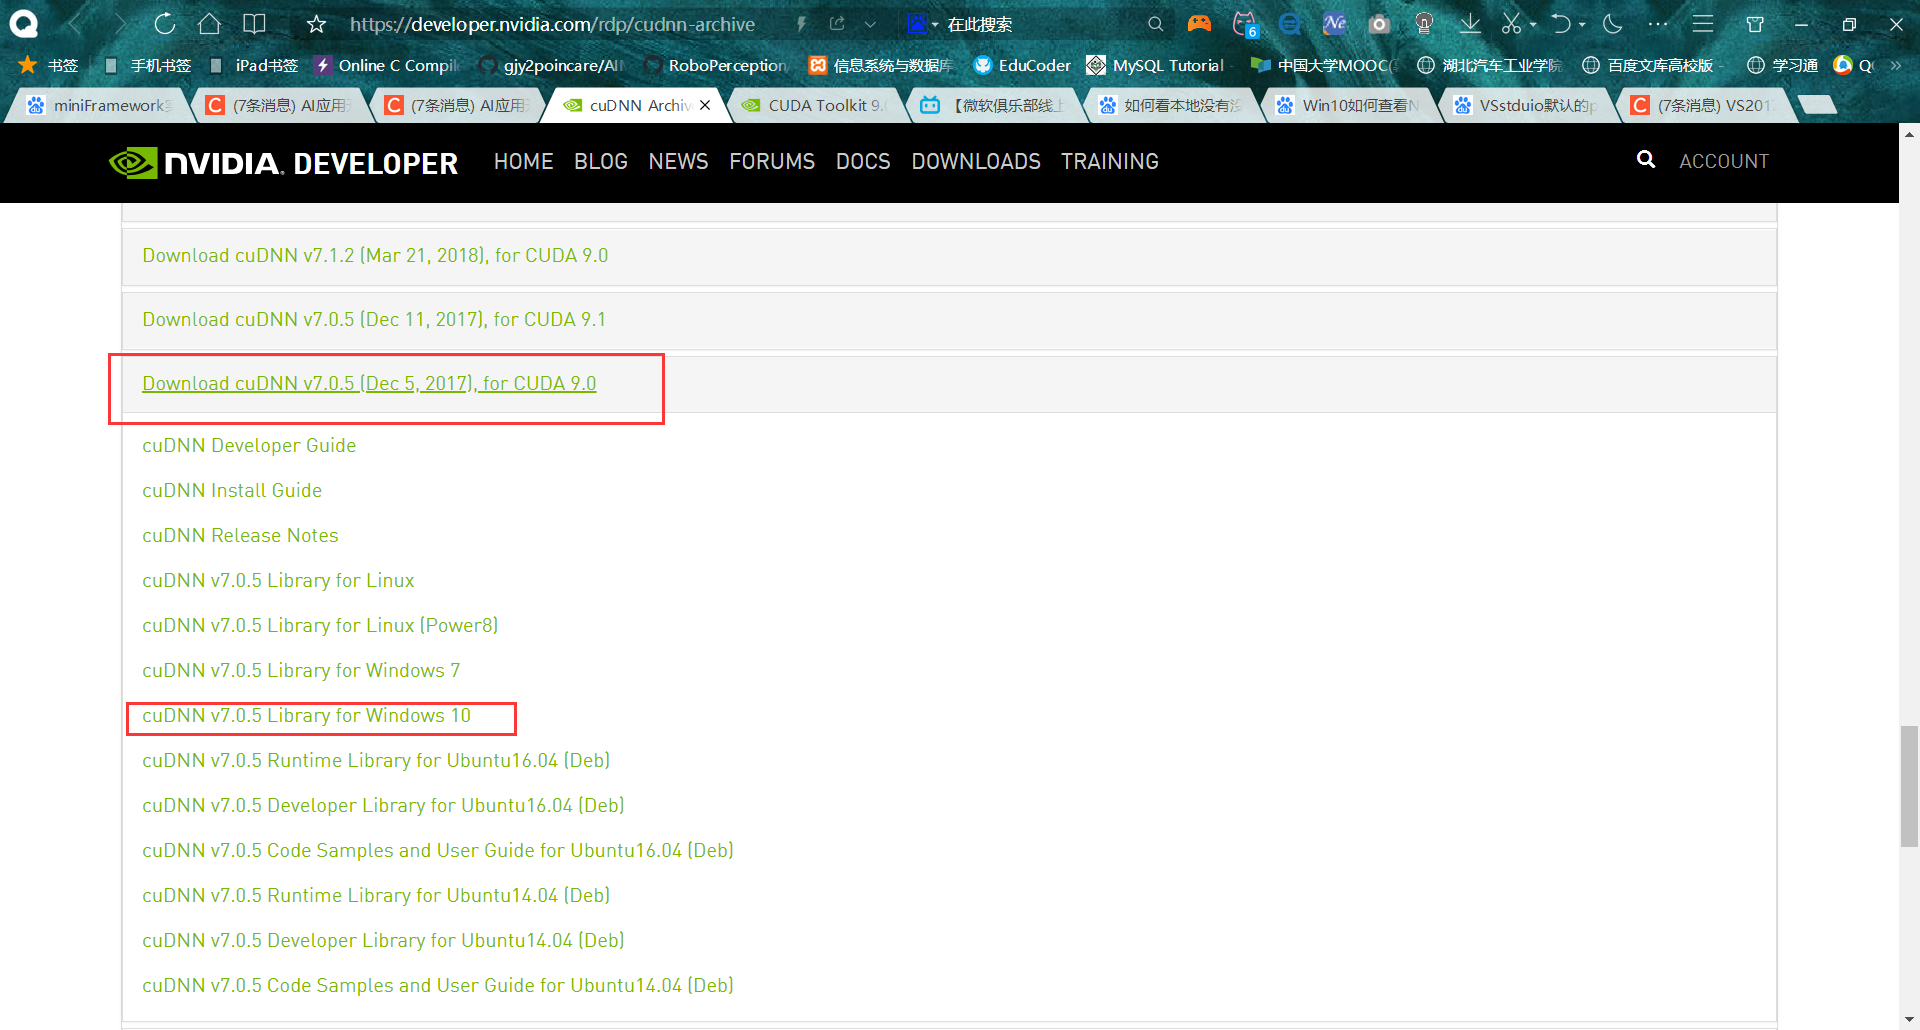 https://developer.nvidia.com/rdp/cudnn-archive 在此搜索 6
书签 手机书签 iPad书签 Online C Compil gjy2poincare/AI RoboPerception 信息系统与数据库 EduCoder MySQL Tutorial 中国大学MOOC( 湖北汽车工业学院 百度文库高校版 学习通 »
miniFramework (7条消息) AI应用 (7条消息) AI应用 cuDNN Archiv CUDA Toolkit 9. 【微软俱乐部线上 如何看本地没有 Win10如何查看N VSstduio默认的p (7条消息) VS201
NVIDIA. DEVELOPER HOME BLOG NEWS FORUMS DOCS DOWNLOADS TRAINING ACCOUNT
Download cuDNN v7.1.2 (Mar 21, 2018), for CUDA 9.0
Download cuDNN v7.0.5 (Dec 11, 2017), for CUDA 9.1
Download cuDNN v7.0.5 (Dec 5, 2017), for CUDA 9.0
cuDNN Developer Guide
cuDNN Install Guide
cuDNN Release Notes
cuDNN v7.0.5 Library for Linux
cuDNN v7.0.5 Library for Linux (Power8)
cuDNN v7.0.5 Library for Windows 7
cuDNN v7.0.5 Library for Windows 10
cuDNN v7.0.5 Runtime Library for Ubuntu16.04 (Deb)
cuDNN v7.0.5 Developer Library for Ubuntu16.04 (Deb)
cuDNN v7.0.5 Code Samples and User Guide for Ubuntu16.04 (Deb)
cuDNN v7.0.5 Runtime Library for Ubuntu14.04 (Deb)
cuDNN v7.0.5 Developer Library for Ubuntu14.04 (Deb)
cuDNN v7.0.5 Code Samples and User Guide for Ubuntu14.04 (Deb)